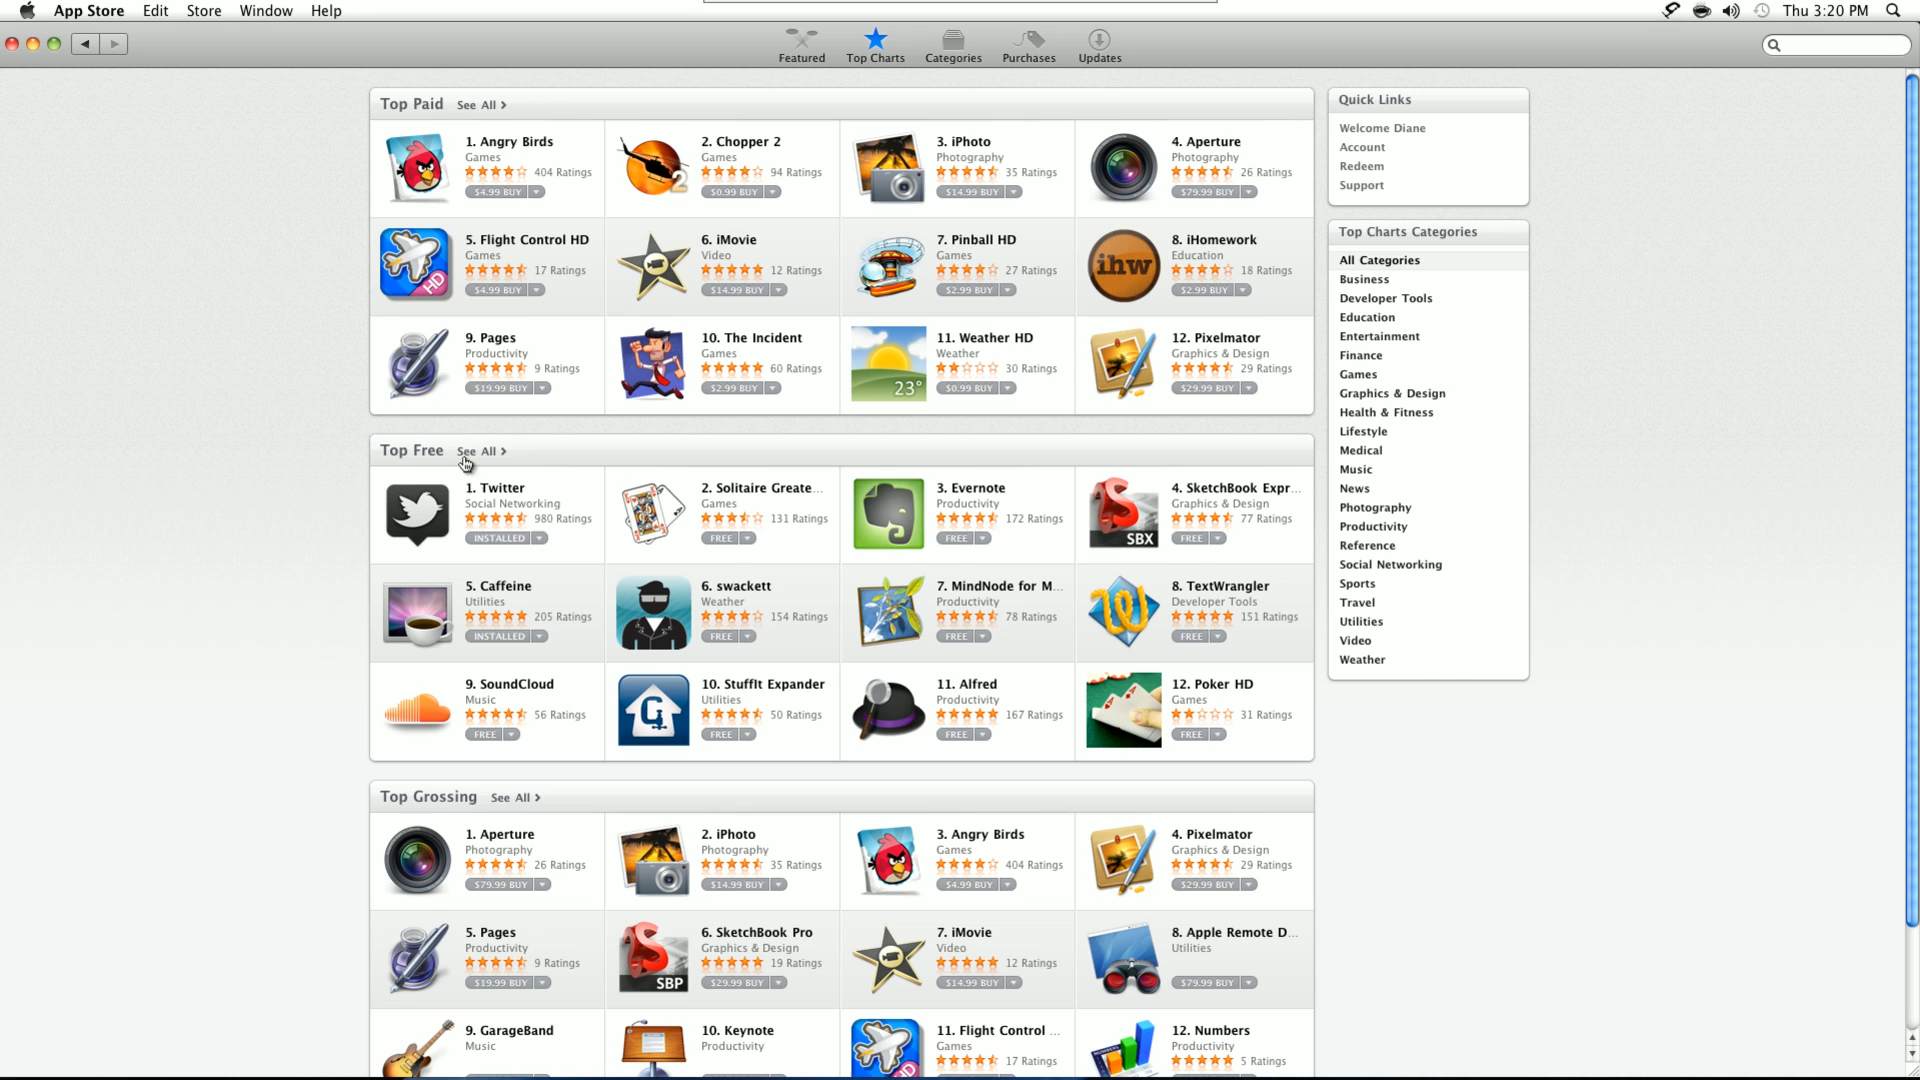 App Store Edit Store Window Help
Thu 3:20 PM
Featured Top Charts Categories Purchases Updates
Top Paid See All >
1. Angry Birds
Games
404 Ratings
$4.99 BUY
2. Chopper 2
Games
94 Ratings
$0.99 BUY
2
3. iPhoto
Photography
35 Ratings
$14.99 BUY
4. Aperture
Photography
26 Ratings
$79.99 BUY
5. Flight Control HD
Games
17 Ratings
$4.99 BUY
HD
6. iMovie
Video
12 Ratings
$14.99 BUY
7. Pinball HD
Games
27 Ratings
$2.99 BUY
8. iHomework
Education
18 Ratings
$2.99 BUY
ihw
9. Pages
Productivity
9 Ratings
$19.99 BUY
10. The Incident
Games
60 Ratings
$2.99 BUY
11. Weather HD
Weather
30 Ratings
$0.99 BUY
23°
12. Pixelmator
Graphics & Design
29 Ratings
$29.99 BUY
Top Free See All >
1. Twitter
Social Networking
980 Ratings
INSTALLED
2. Solitaire Greate...
Games
131 Ratings
FREE
3. Evernote
Productivity
172 Ratings
FREE
4. SketchBook Expr...
Graphics & Design
77 Ratings
FREE
SBX
5. Caffeine
Utilities
205 Ratings
INSTALLED
6. swackett
Weather
154 Ratings
FREE
7. MindNode for M...
Productivity
78 Ratings
FREE
8. TextWrangler
Developer Tools
151 Ratings
FREE
9. SoundCloud
Music
56 Ratings
FREE
10. StuffIt Expander
Utilities
50 Ratings
FREE
11. Alfred
Productivity
167 Ratings
FREE
12. Poker HD
Games
31 Ratings
FREE
Top Grossing See All >
1. Aperture
Photography
26 Ratings
$79.99 BUY
2. iPhoto
Photography
35 Ratings
$14.99 BUY
3. Angry Birds
Games
404 Ratings
$4.99 BUY
4. Pixelmator
Graphics & Design
29 Ratings
$29.99 BUY
5. Pages
Productivity
9 Ratings
$19.99 BUY
6. SketchBook Pro
Graphics & Design
19 Ratings
$29.99 BUY
SBP
7. iMovie
Video
12 Ratings
$14.99 BUY
8. Apple Remote D...
Utilities
$79.99 BUY
9. GarageBand
Music
10. Keynote
Productivity
11. Flight Control ...
Games
17 Ratings
HD
12. Numbers
Productivity
5 Ratings
Quick Links
Welcome Diane
Account
Redeem
Support
Top Charts Categories
All Categories
Business
Developer Tools
Education
Entertainment
Finance
Games
Graphics & Design
Health & Fitness
Lifestyle
Medical
Music
News
Photography
Productivity
Reference
Social Networking
Sports
Travel
Utilities
Video
Weather